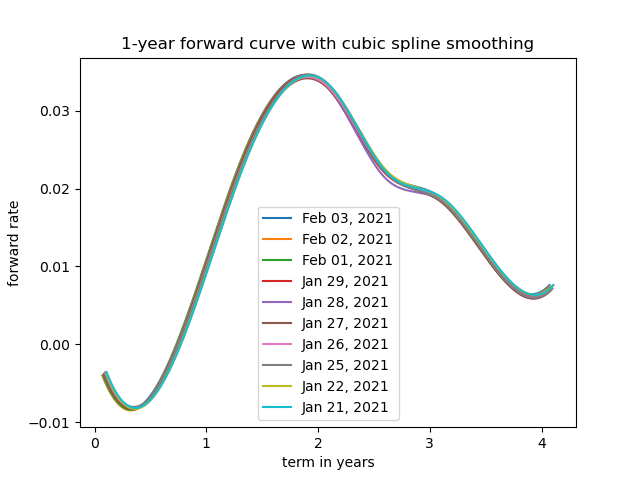 1-year forward curve with cubic spline smoothing
forward rate
0.03
0.02
0.01
0.00
−0.01
Feb 03, 2021
Feb 02, 2021
Feb 01, 2021
Jan 29, 2021
Jan 28, 2021
Jan 27, 2021
Jan 26, 2021
Jan 25, 2021
Jan 22, 2021
Jan 21, 2021
0 1 2 3 4
term in years